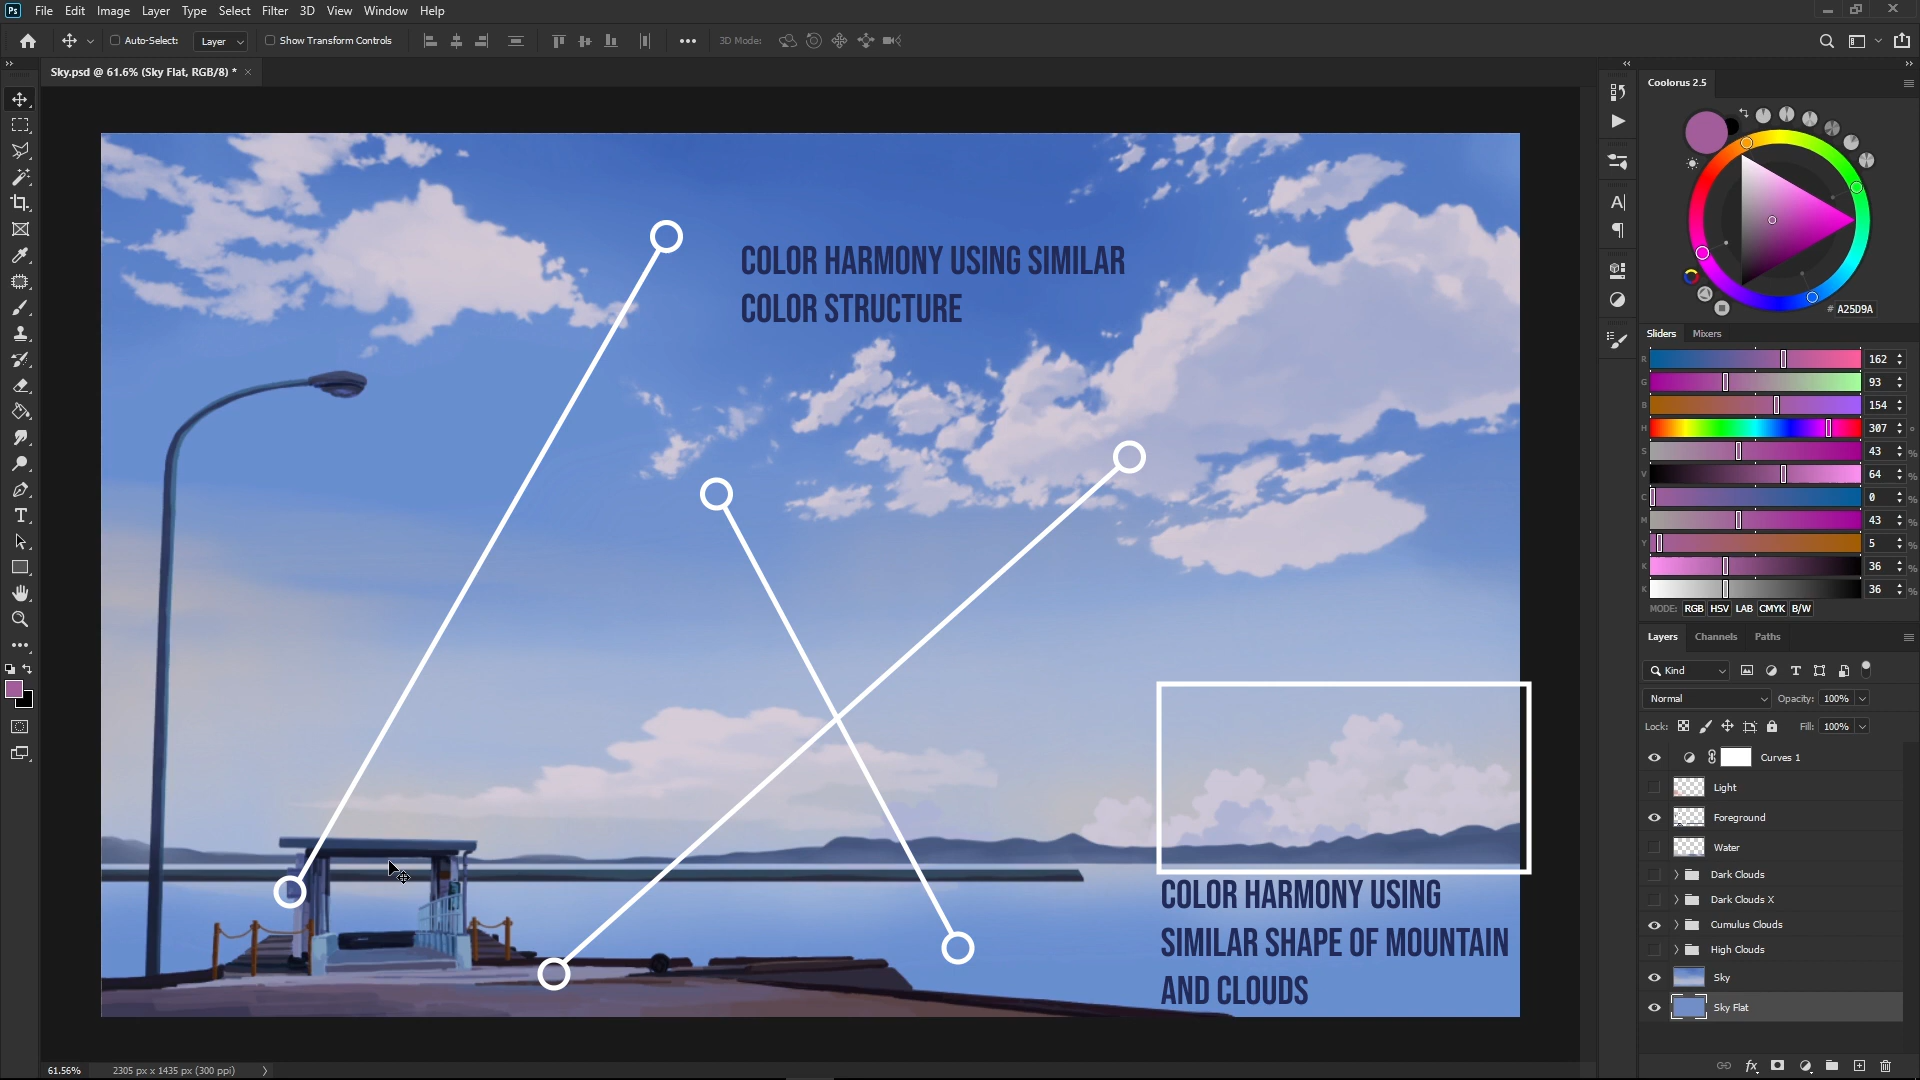 Ps File Edit Image Layer Type Select Filter 3D View Window Help
Auto-Select: Layer Show Transform Controls 3D Mode:
Sky.psd @ 61.6% (Sky Flat, RGB/8) *
Coolorus 2.5
# A25D9A
Sliders Mixers
R 162
G 93
B 154
H 307 °
S 43 %
V 64 %
C 0 %
M 43 %
Y 5 %
K 36 %
K 36 %
MODE: RGB HSV LAB CMYK B/W
Layers Channels Paths
Kind
Normal Opacity: 100%
Lock: Fill: 100%
Curves 1
Light
Foreground
Water
Dark Clouds
Dark Clouds X
Cumulus Clouds
High Clouds
Sky
Sky Flat
COLOR HARMONY USING SIMILAR
COLOR STRUCTURE
COLOR HARMONY USING
SIMILAR SHAPE OF MOUNTAIN
AND CLOUDS
61.56% 2305 px x 1435 px (300 ppi)